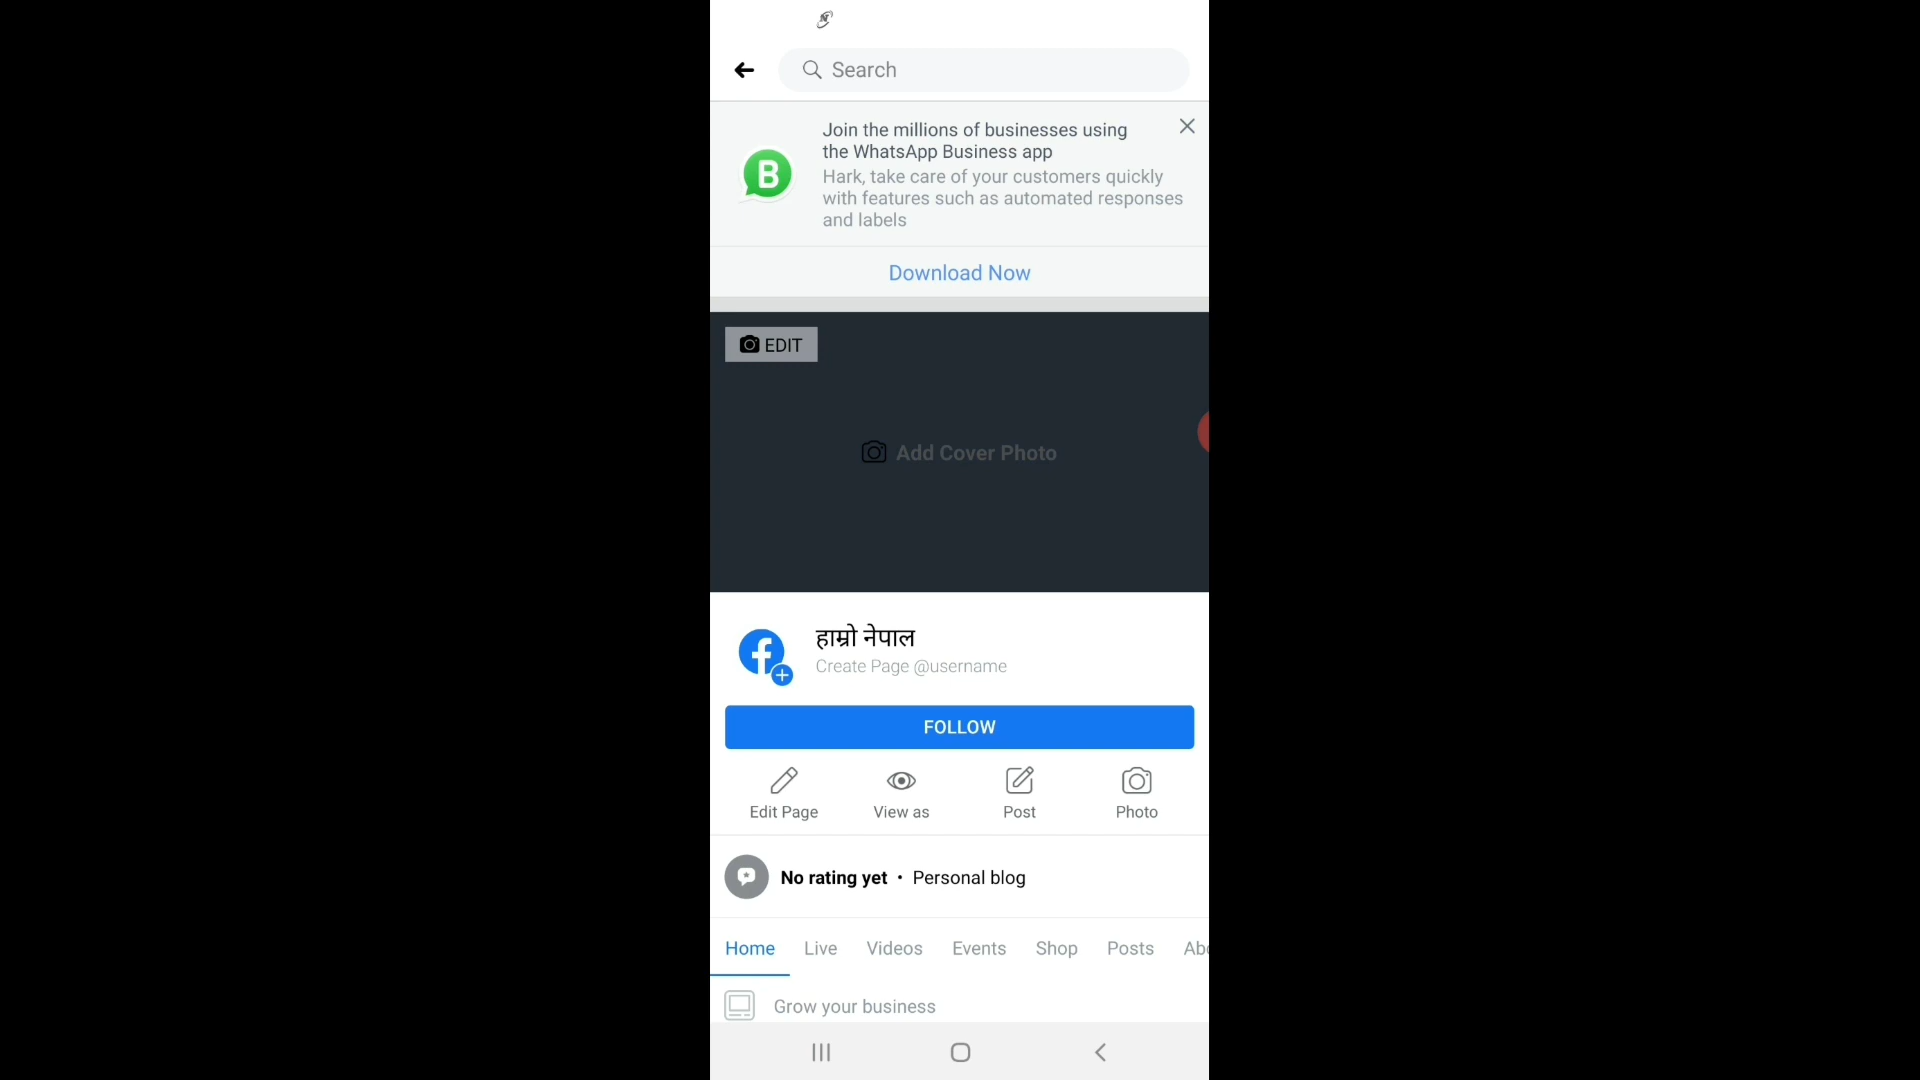 Search
Join the millions of businesses using
the WhatsApp Business app
Hark, take care of your customers quickly
with features such as automated responses
and labels
Download Now
EDIT
Add Cover Photo
हाम्रो नेपाल
Create Page @username
FOLLOW
Edit Page
View as
Post
Photo
No rating yet • Personal blog
Home Live Videos Events Shop Posts Abo
Grow your business